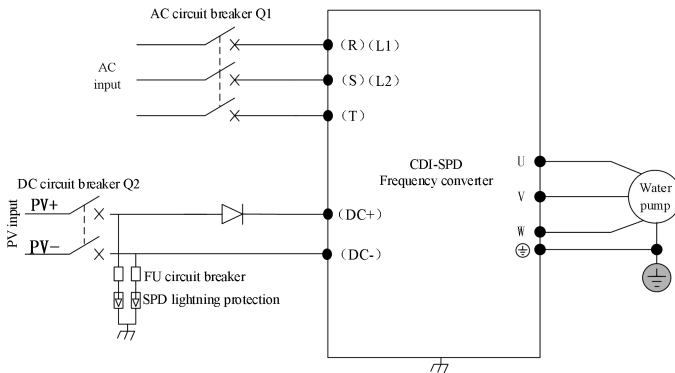 AC circuit breaker Q1
AC
input
（R）（L1）
（S）（L2）
（T）
CDI-SPD
Frequency converter
U
V
W
Water
pump
DC circuit breaker Q2
PV input
PV+
PV−
（DC+）
（DC-）
FU circuit breaker
SPD lightning protection